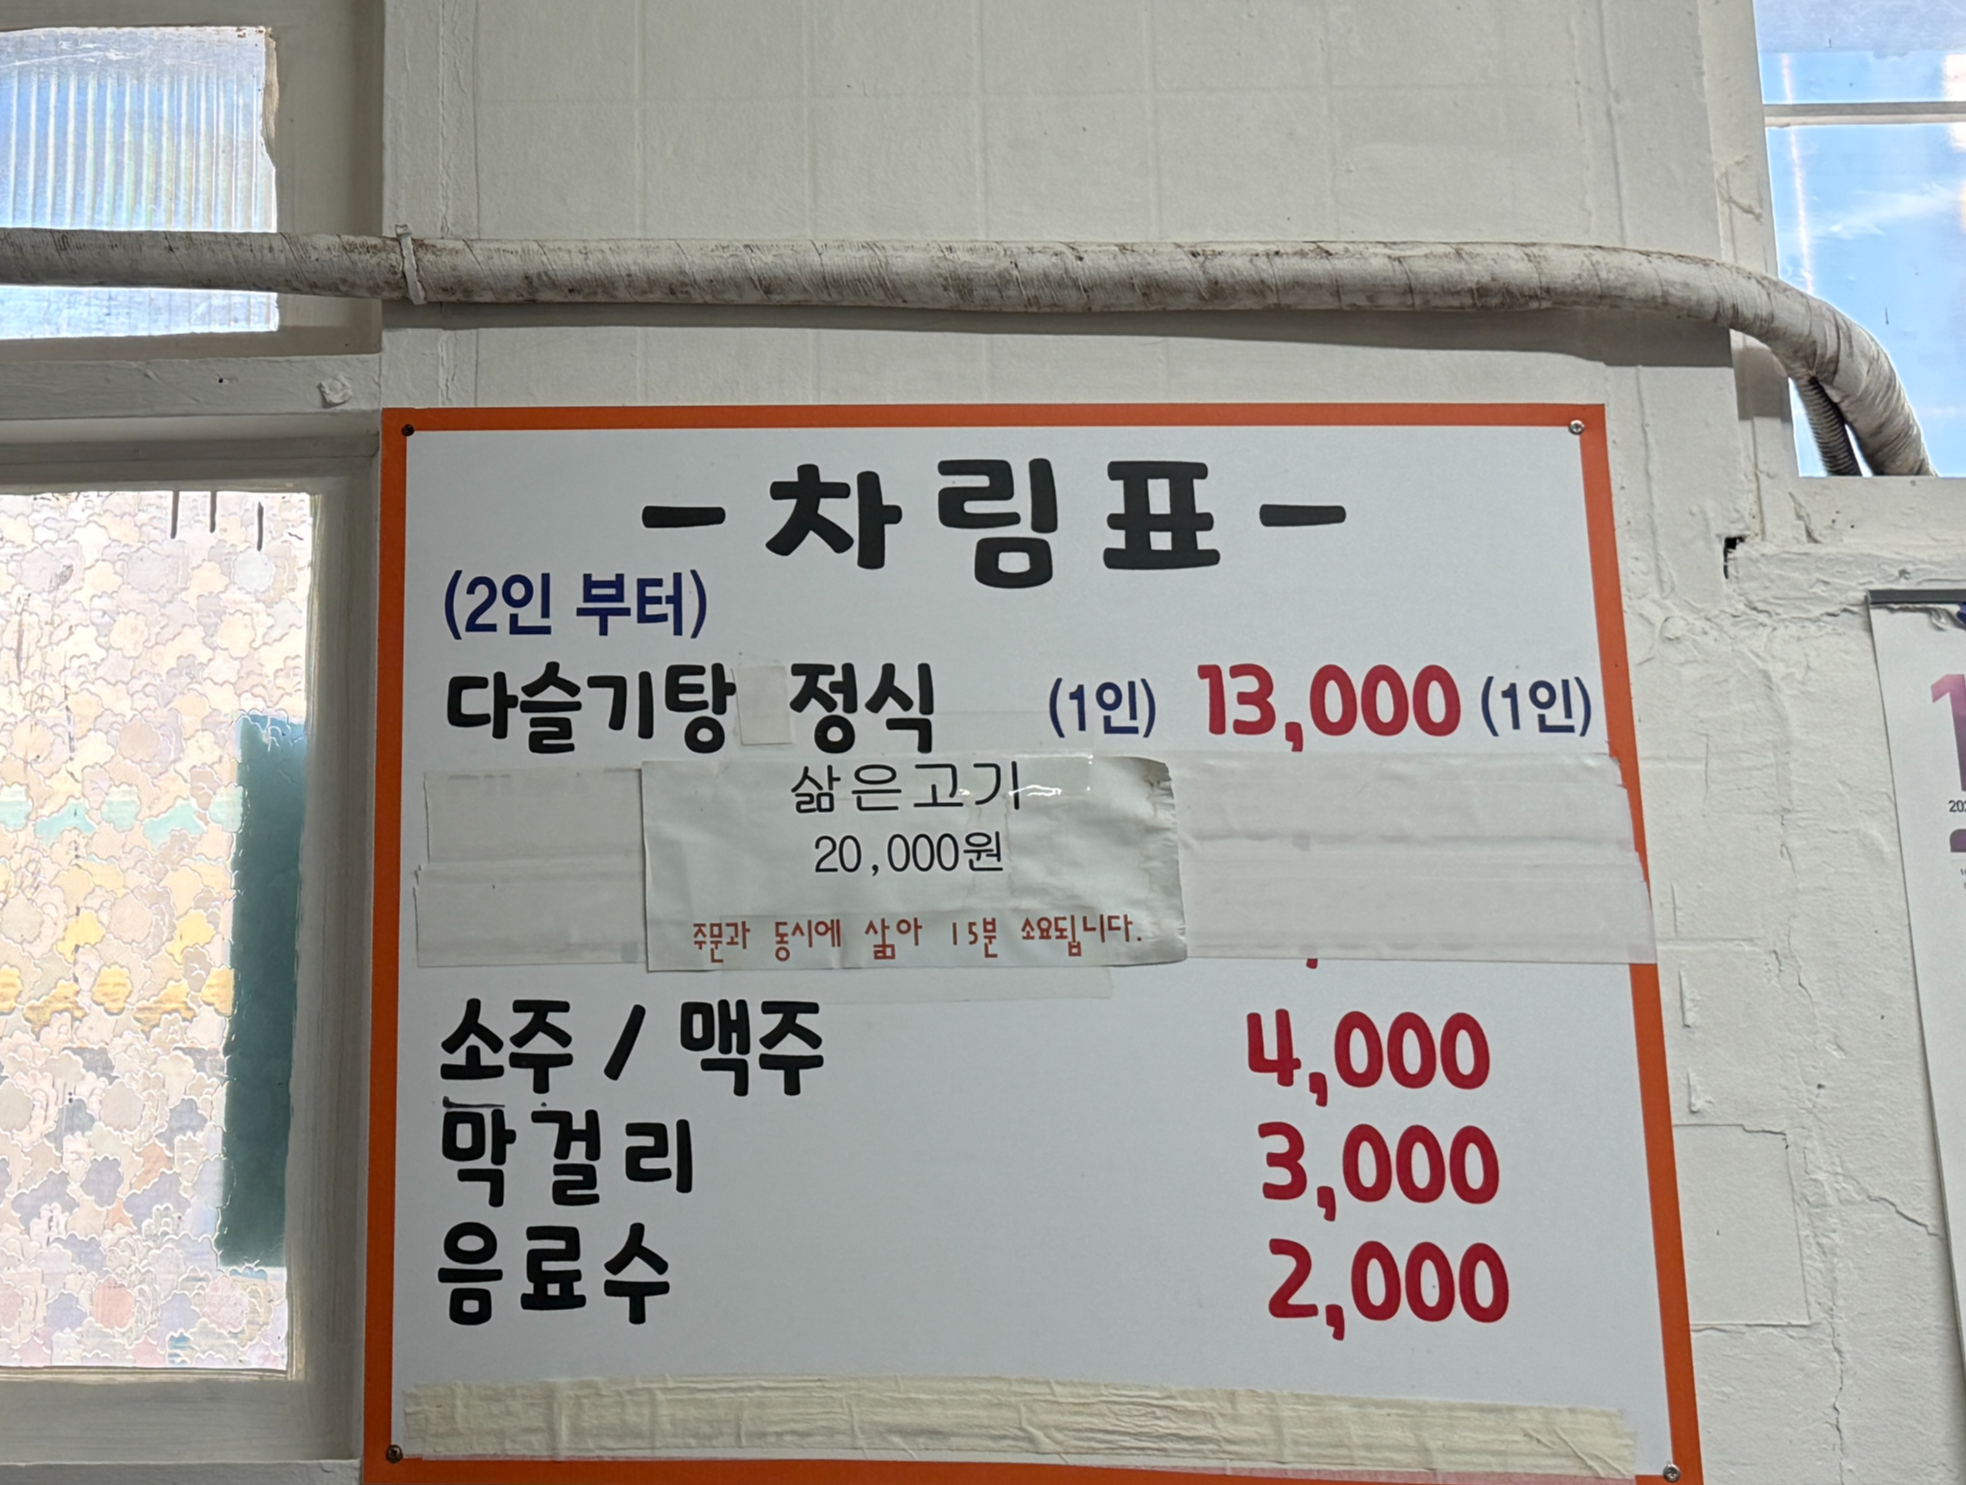 - 차림표 -
(2인 부터)
다슬기탕 정식 (1인) 13,000 (1인)
삶은고기
20,000원
주문과 동시에 삶아 15분 소요됩니다.
소주 / 맥주 4,000
막걸리 3,000
음료수 2,000